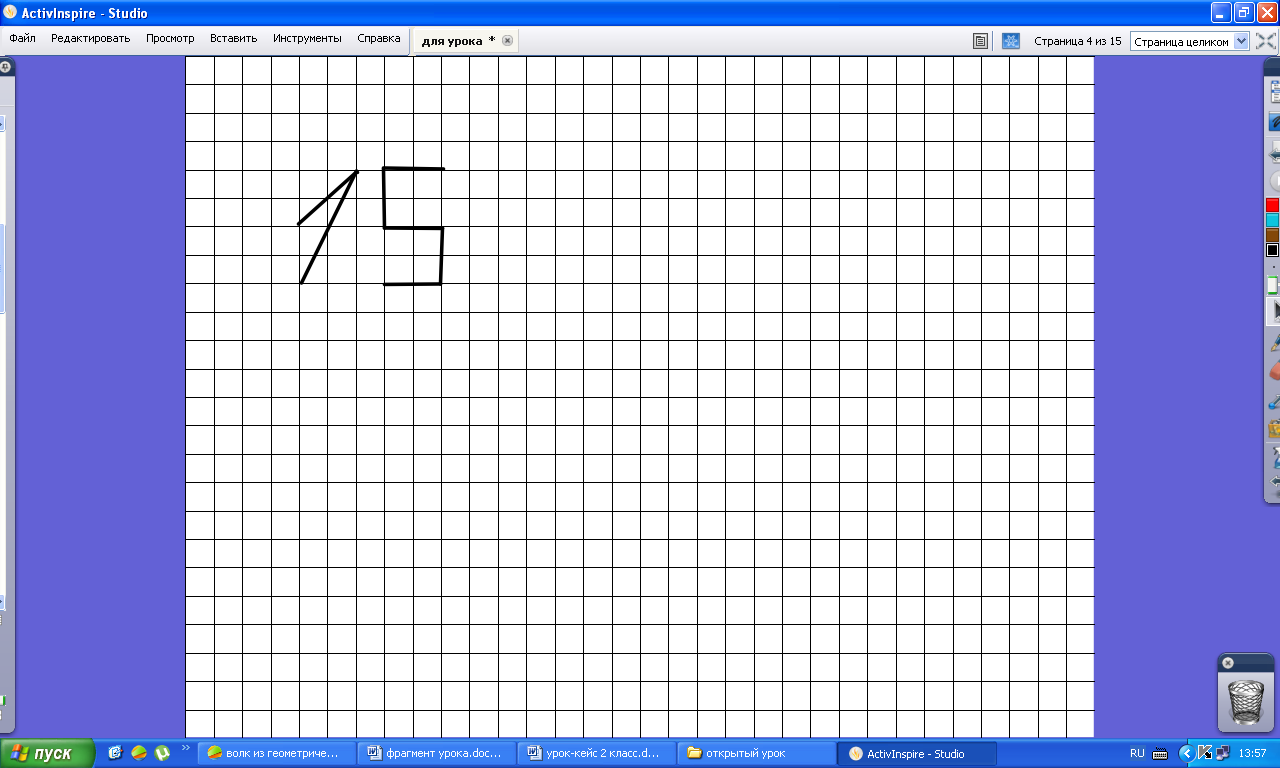 ActivInspire - Studio
Файл Редактировать Просмотр Вставить Инструменты Справка для урока * Страница 4 из 15 Страница целиком
15
пуск волк из геометриче... фрагмент урока.doc... урок-кейс 2 класс.d... открытый урок ActivInspire - Studio RU 13:57